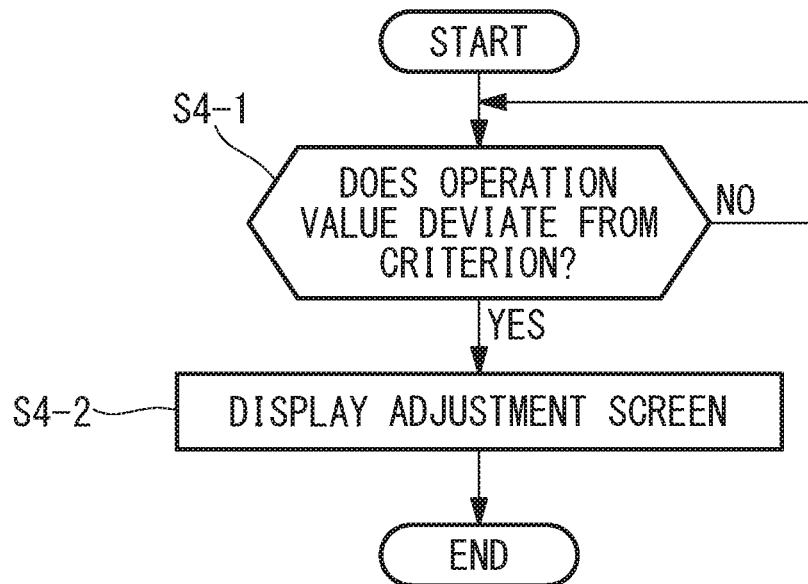 START
S4-1
DOES OPERATION
VALUE DEVIATE FROM
CRITERION?
NO
YES
S4-2
DISPLAY ADJUSTMENT SCREEN
END